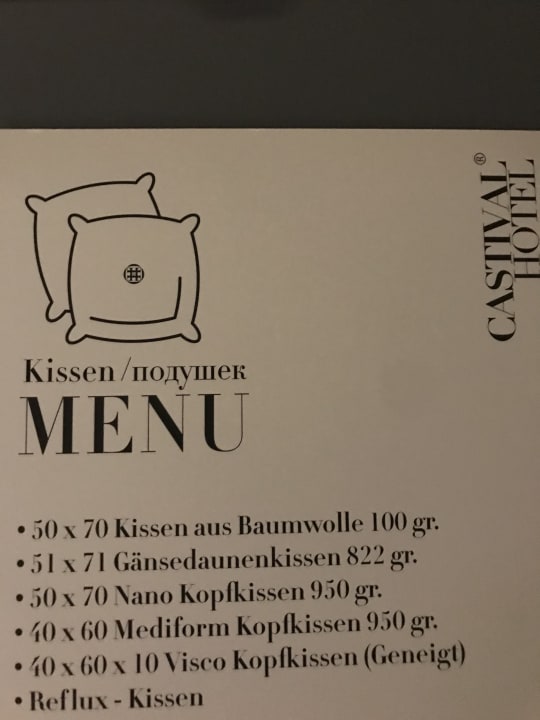 CASTIVAL®
HOTEL
Kissen/подушек
MENU
• 50 x 70 Kissen aus Baumwolle 100 gr.
• 51 x 71 Gänsedaunenkissen 822 gr.
• 50 x 70 Nano Kopfkissen 950 gr.
• 40 x 60 Mediform Kopfkissen 950 gr.
• 40 x 60 x 10 Visco Kopfkissen (Geneigt)
• Reflux - Kissen